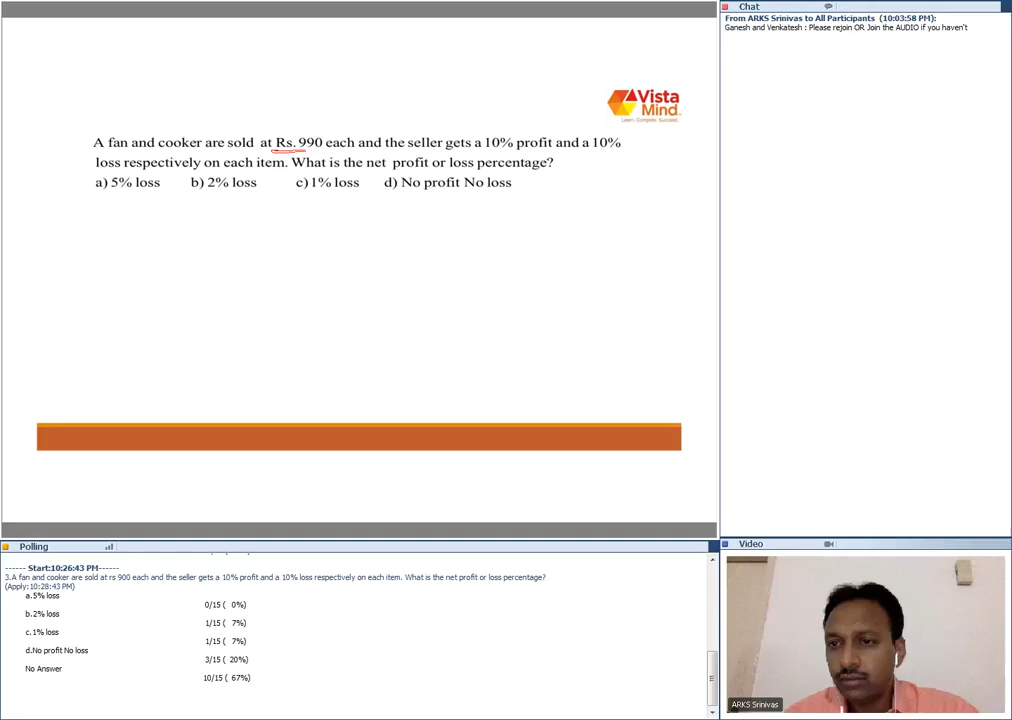 Vista
Mind
Learn. Compete. Succeed.
A fan and cooker are sold at Rs. 990 each and the seller gets a 10% profit and a 10%
loss respectively on each item. What is the net profit or loss percentage?
a) 5% loss b) 2% loss c) 1% loss d) No profit No loss
Chat
From ARKS Srinivas to All Participants (10:03:58 PM):
Ganesh and Venkatesh : Please rejoin OR Join the AUDIO if you haven't
Polling
------ Start:10:26:43 PM------
3.A fan and cooker are sold at rs 900 each and the seller gets a 10% profit and a 10% loss respectively on each item. What is the net profit or loss percentage?
(Apply:10:28:43 PM)
a.5% loss
0/15 ( 0%)
b.2% loss
1/15 ( 7%)
c.1% loss
1/15 ( 7%)
d.No profit No loss
3/15 ( 20%)
No Answer
10/15 ( 67%)
Video
ARKS Srinivas